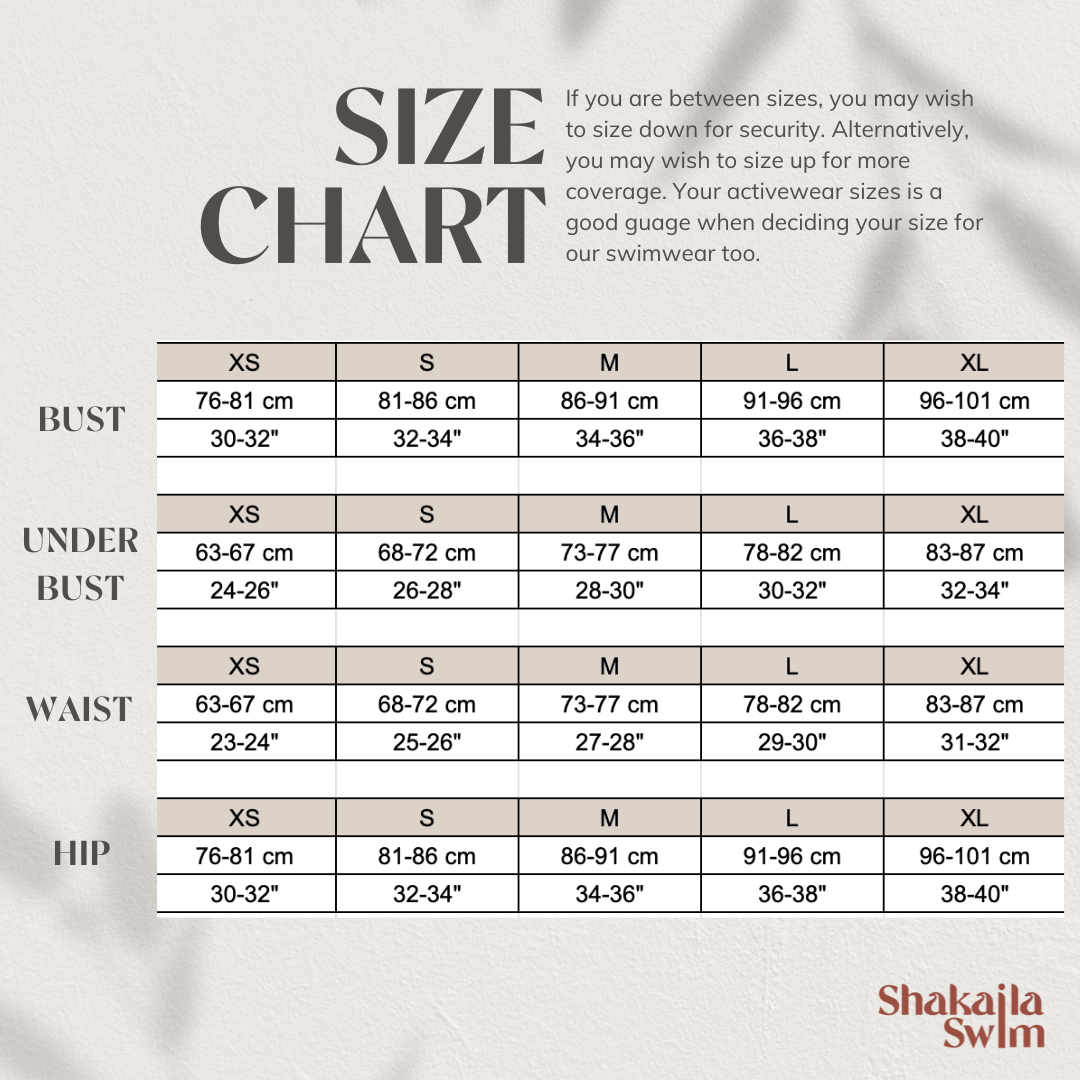 SIZE
CHART
If you are between sizes, you may wish
to size down for security. Alternatively,
you may wish to size up for more
coverage. Your activewear sizes is a
good guage when deciding your size for
our swimwear too.
BUST
XS S M L XL
76-81 cm 81-86 cm 86-91 cm 91-96 cm 96-101 cm
30-32" 32-34" 34-36" 36-38" 38-40"
UNDER
BUST
XS S M L XL
63-67 cm 68-72 cm 73-77 cm 78-82 cm 83-87 cm
24-26" 26-28" 28-30" 30-32" 32-34"
WAIST
XS S M L XL
63-67 cm 68-72 cm 73-77 cm 78-82 cm 83-87 cm
23-24" 25-26" 27-28" 29-30" 31-32"
HIP
XS S M L XL
76-81 cm 81-86 cm 86-91 cm 91-96 cm 96-101 cm
30-32" 32-34" 34-36" 36-38" 38-40"
Shakaila
Swim